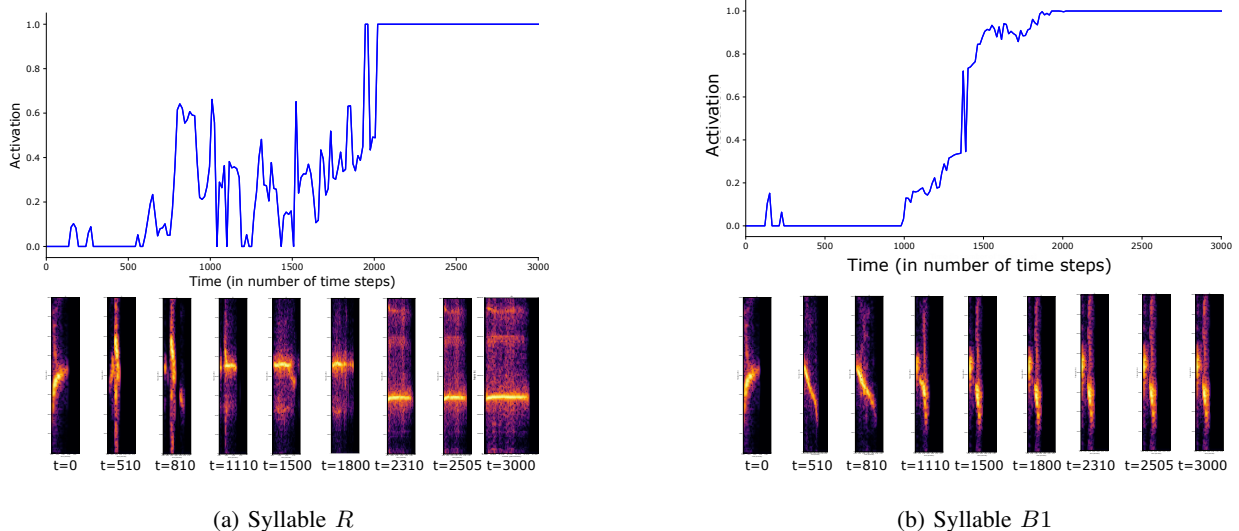 1.0
0.8
0.6
0.4
0.2
0.0
Activation
0 500 1000 1500 2000 2500 3000
Time (in number of time steps)
t=0 t=510 t=810 t=1110 t=1500 t=1800 t=2310 t=2505 t=3000
(a) Syllable R
1.0
0.8
0.6
0.4
0.2
0.0
Activation
0 500 1000 1500 2000 2500 3000
Time (in number of time steps)
t=0 t=510 t=810 t=1110 t=1500 t=1800 t=2310 t=2505 t=3000
(b) Syllable B1